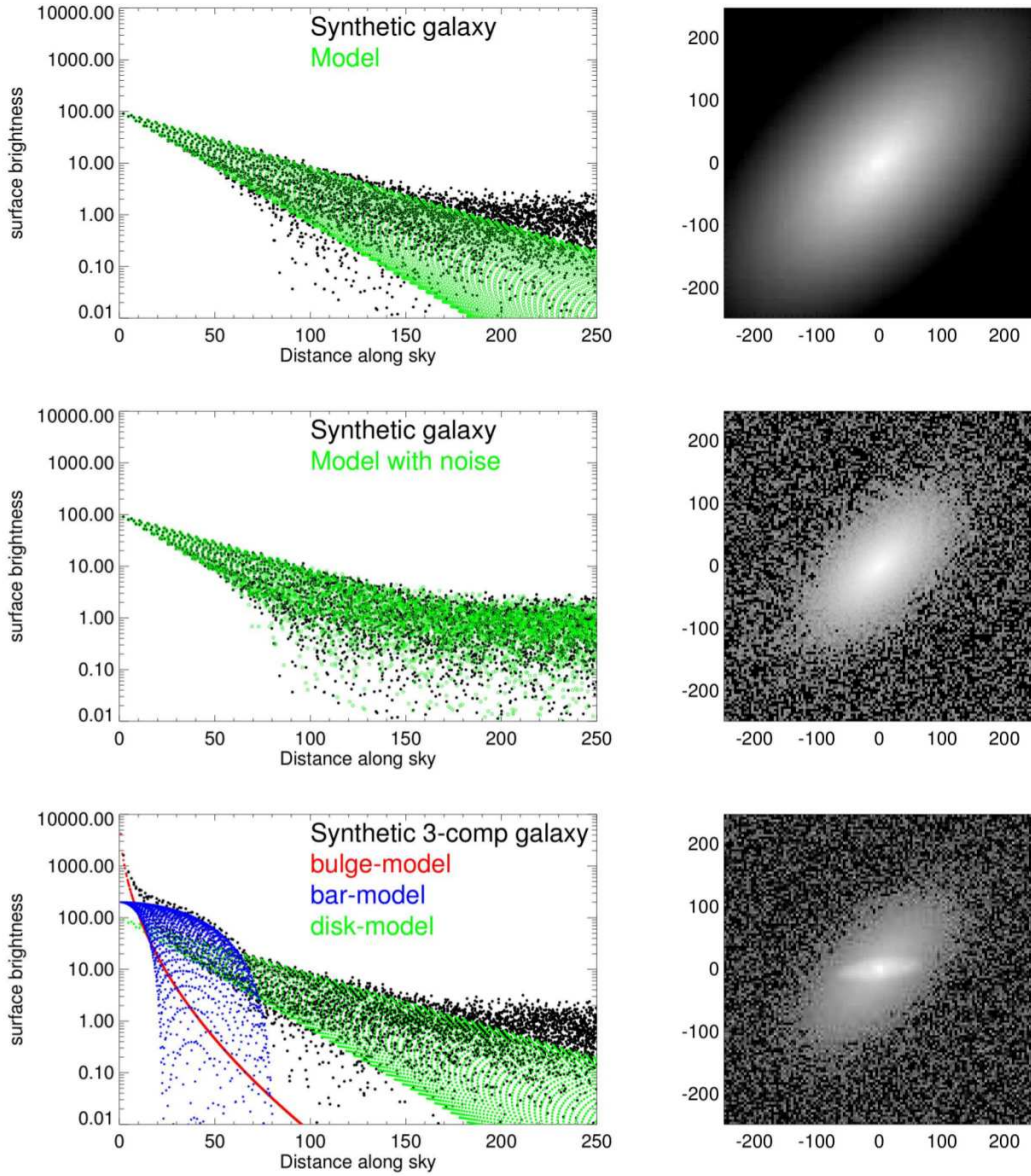 10000.00
1000.00
100.00
10.00
1.00
0.10
0.01
surface brightness
Synthetic galaxy
Model
0 50 100 150 200 250
Distance along sky
200
100
0
-100
-200
-200 -100 0 100 200
10000.00
1000.00
100.00
10.00
1.00
0.10
0.01
surface brightness
Synthetic galaxy
Model with noise
0 50 100 150 200 250
Distance along sky
200
100
0
-100
-200
-200 -100 0 100 200
10000.00
1000.00
100.00
10.00
1.00
0.10
0.01
surface brightness
Synthetic 3-comp galaxy
bulge-model
bar-model
disk-model
0 50 100 150 200 250
Distance along sky
200
100
0
-100
-200
-200 -100 0 100 200